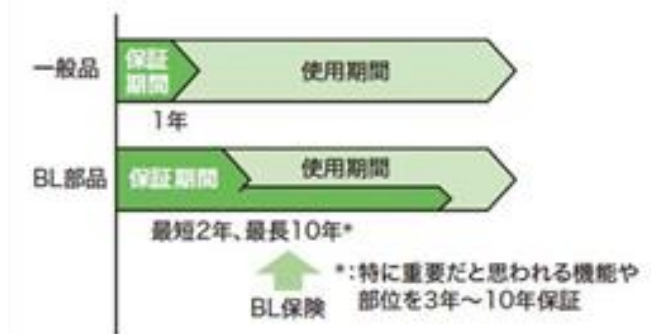 一般品
保証
期間
使用期間
1年
BL部品
保証期間
使用期間
最短2年、最長10年*
BL保険
*:特に重要だと思われる機能や
部位を3年〜10年保証